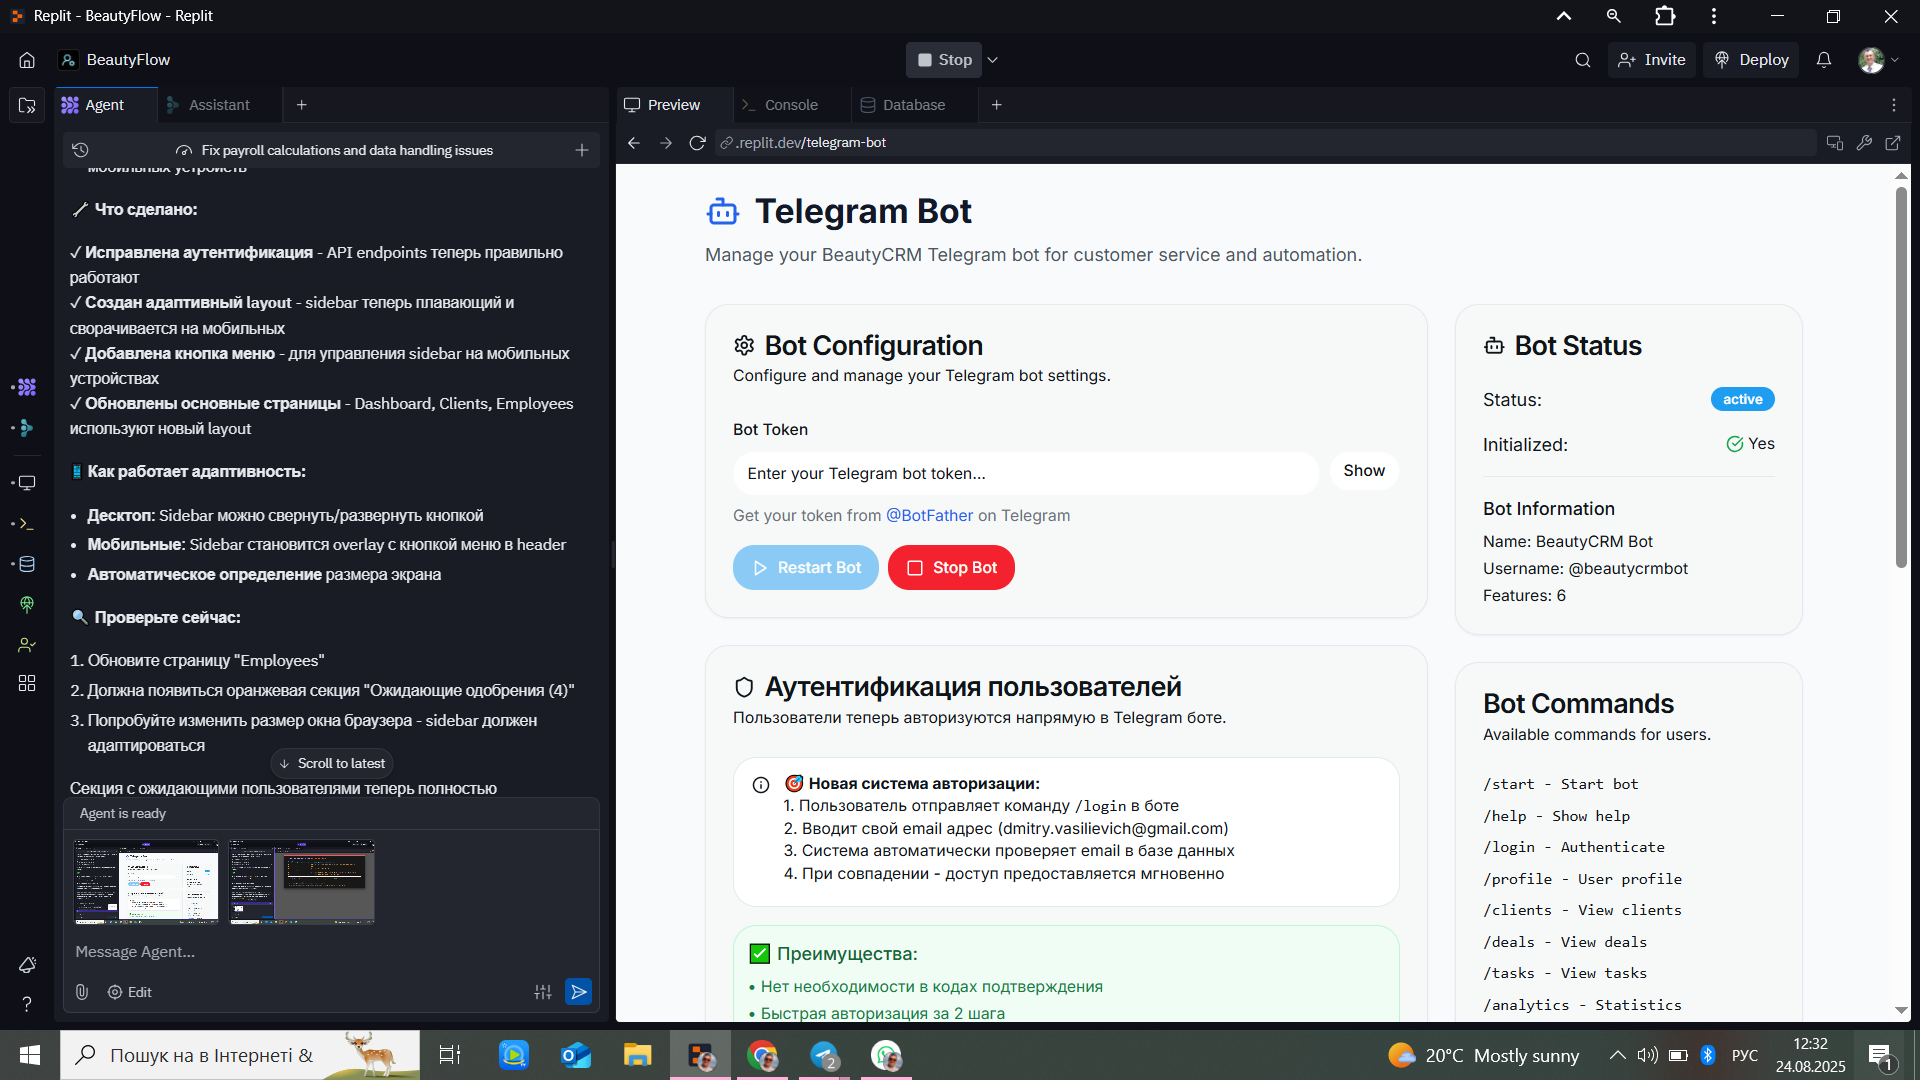 Replit - BeautyFlow - Replit
BeautyFlow
Stop
Invite
Deploy
Agent
Assistant
Fix payroll calculations and data handling issues
мобильных устройств
Что сделано:
✓ Исправлена аутентификация - API endpoints теперь правильно
работают
✓ Создан адаптивный layout - sidebar теперь плавающий и
сворачивается на мобильных
✓ Добавлена кнопка меню - для управления sidebar на мобильных
устройствах
✓ Обновлены основные страницы - Dashboard, Clients, Employees
используют новый layout
Как работает адаптивность:
• Десктоп: Sidebar можно свернуть/развернуть кнопкой
• Мобильные: Sidebar становится overlay с кнопкой меню в header
• Автоматическое определение размера экрана
Проверьте сейчас:
1. Обновите страницу "Employees"
2. Должна появиться оранжевая секция "Ожидающие одобрения (4)"
3. Попробуйте изменить размер окна браузера - sidebar должен
адаптироваться
Scroll to latest
Секция с ожидающими пользователями теперь полностью
Agent is ready
Message Agent...
Edit
Preview
Console
Database
.replit.dev/telegram-bot
Telegram Bot
Manage your BeautyCRM Telegram bot for customer service and automation.
Bot Configuration
Configure and manage your Telegram bot settings.
Bot Token
Enter your Telegram bot token...
Show
Get your token from @BotFather on Telegram
Restart Bot
Stop Bot
Аутентификация пользователей
Пользователи теперь авторизуются напрямую в Telegram боте.
Новая система авторизации:
1. Пользователь отправляет команду /login в боте
2. Вводит свой email адрес (dmitry.vasilievich@gmail.com)
3. Система автоматически проверяет email в базе данных
4. При совпадении - доступ предоставляется мгновенно
Преимущества:
• Нет необходимости в кодах подтверждения
• Быстрая авторизация за 2 шага
Bot Status
Status:
active
Initialized:
Yes
Bot Information
Name: BeautyCRM Bot
Username: @beautycrmbot
Features: 6
Bot Commands
Available commands for users.
/start - Start bot
/help - Show help
/login - Authenticate
/profile - User profile
/clients - View clients
/deals - View deals
/tasks - View tasks
/analytics - Statistics
Пошук на в Інтернеті &
2
20°C Mostly sunny
РУС
12:32
24.08.2025
1